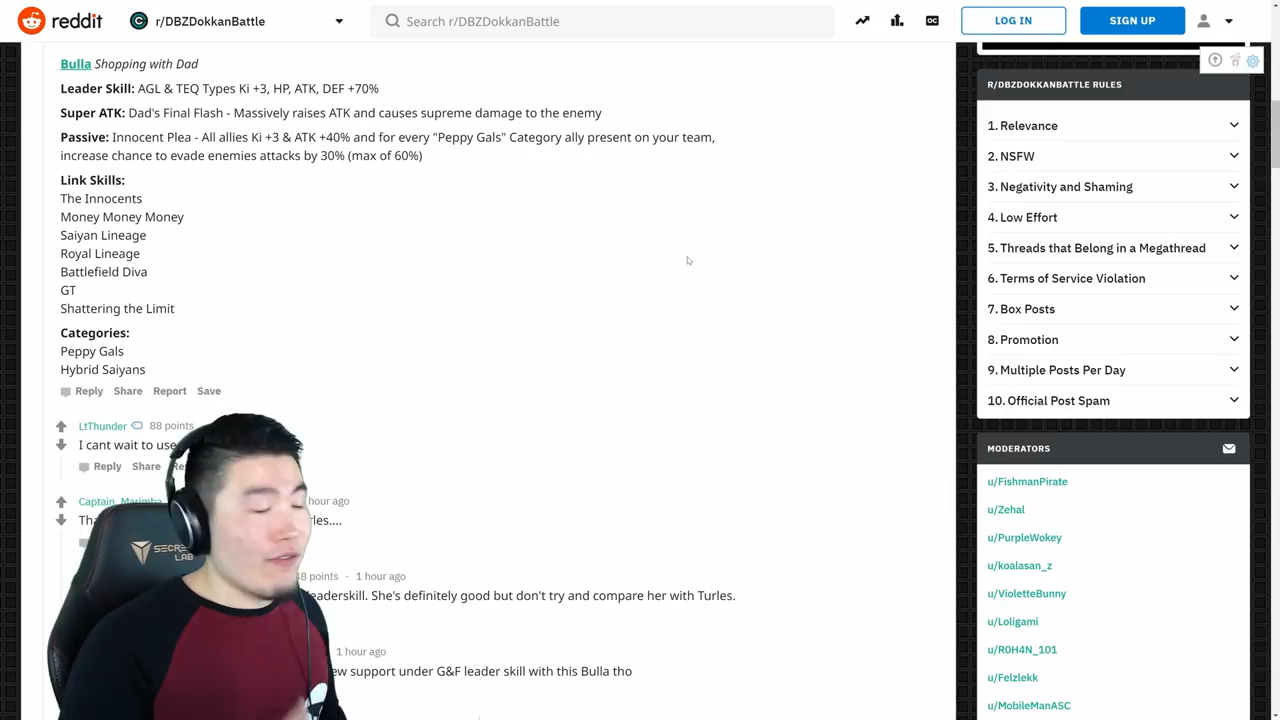 reddit
r/DBZDokkanBattle
Search r/DBZDokkanBattle
LOG IN
SIGN UP
Bulla Shopping with Dad
Leader Skill: AGL & TEQ Types Ki +3, HP, ATK, DEF +70%
Super ATK: Dad's Final Flash - Massively raises ATK and causes supreme damage to the enemy
Passive: Innocent Plea - All allies Ki +3 & ATK +40% and for every "Peppy Gals" Category ally present on your team,
increase chance to evade enemies attacks by 30% (max of 60%)
Link Skills:
The Innocents
Money Money Money
Saiyan Lineage
Royal Lineage
Battlefield Diva
GT
Shattering the Limit
Categories:
Peppy Gals
Hybrid Saiyans
Reply Share Report Save
LtThunder 88 points
I cant wait to use
Reply Share
Captain_Marimba hour ago
1 hour ago
leaderskill. She's definitely good but don't try and compare her with Turles.
1 hour ago
support under G&F leader skill with this Bulla tho
SECRET
LAB
R/DBZDOKKANBATTLE RULES
1. Relevance
2. NSFW
3. Negativity and Shaming
4. Low Effort
5. Threads that Belong in a Megathread
6. Terms of Service Violation
7. Box Posts
8. Promotion
9. Multiple Posts Per Day
10. Official Post Spam
MODERATORS
u/FishmanPirate
u/Zehal
u/PurpleWokey
u/koalasan_z
u/VioletteBunny
u/Loligami
u/R0H4N_101
u/Felzlekk
u/MobileManASC